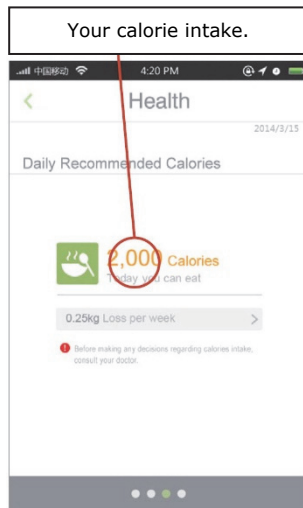 Your calorie intake.
中国移动 4:20 PM
Health
2014/3/15
Daily Recommended Calories
2,000 Calories
Today you can eat
0.25kg Loss per week
Before making any decisions regarding calories intake,
consult your doctor.